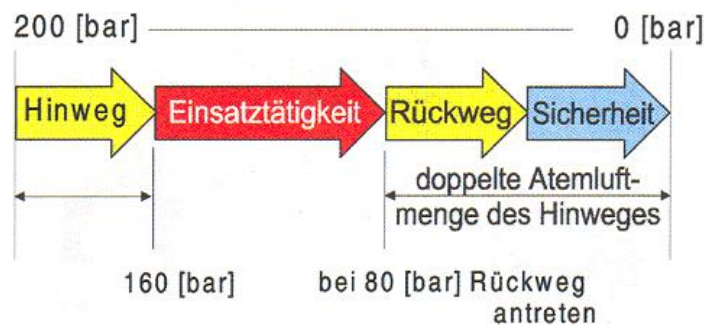 200 [bar] 0 [bar]
Hinweg Einsatztätigkeit Rückweg Sicherheit
doppelte Atemluft-
menge des Hinweges
160 [bar] bei 80 [bar] Rückweg
antreten